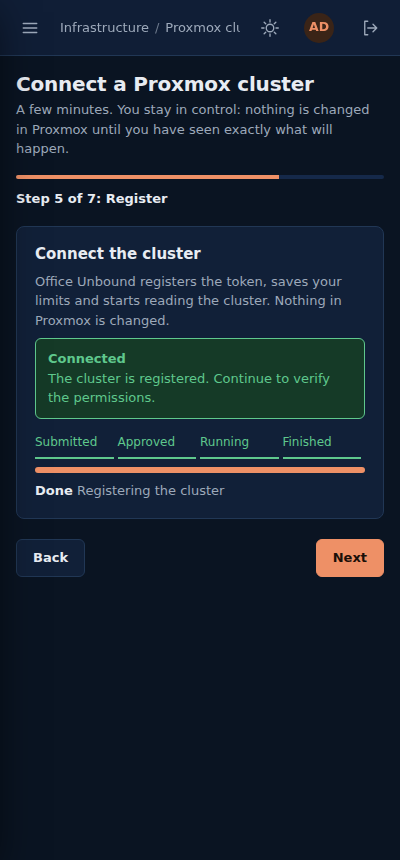 Infrastructure / Proxmox clu
AD
Connect a Proxmox cluster
A few minutes. You stay in control: nothing is changed
in Proxmox until you have seen exactly what will
happen.
Step 5 of 7: Register
Connect the cluster
Office Unbound registers the token, saves your
limits and starts reading the cluster. Nothing in
Proxmox is changed.
Connected
The cluster is registered. Continue to verify
the permissions.
Submitted Approved Running Finished
Done Registering the cluster
Back Next